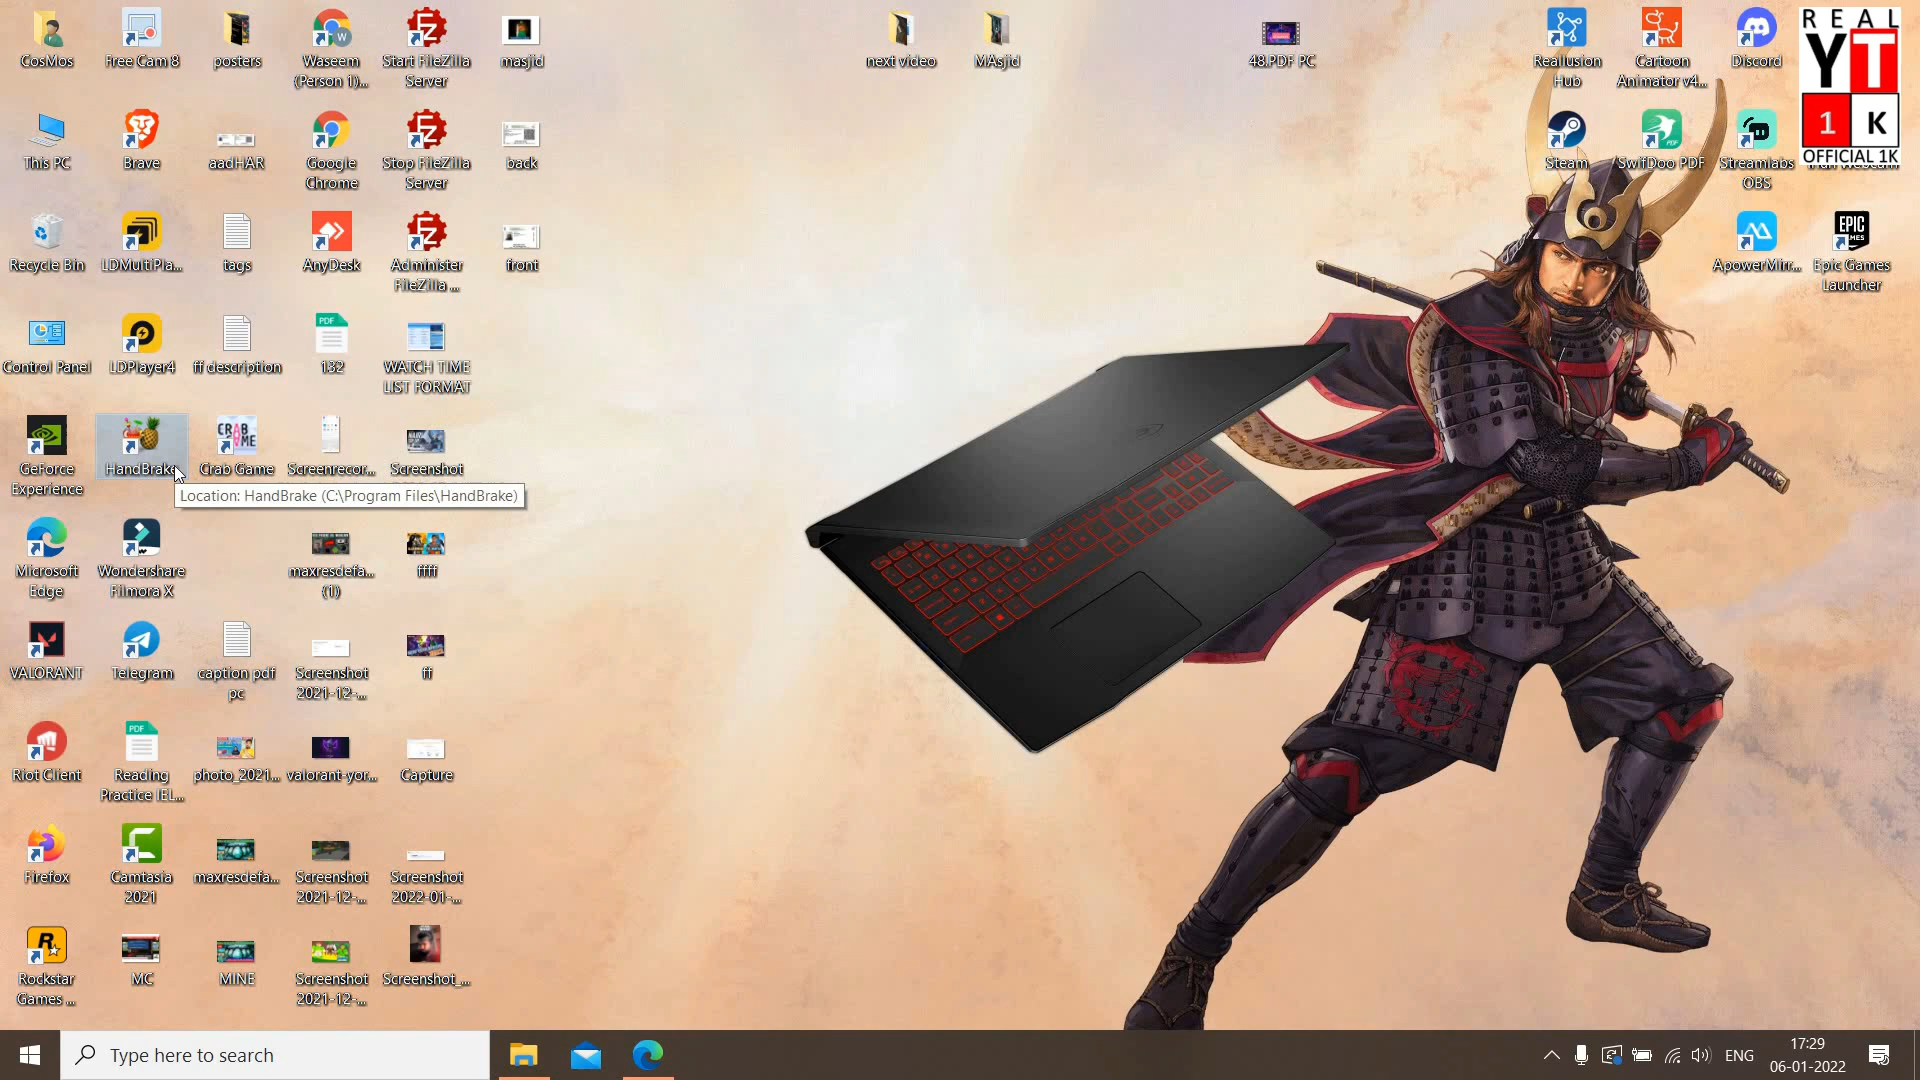 CosMos
Free Cam 8
posters
Waseem
(Person 1)...
Start FileZilla
Server
masjid
next video
MAsjid
48.PDF PC
Reallusion
Hub
Cartoon
Animator v4...
Discord
REAL
YT
1 K
OFFICIAL 1K
This PC
Brave
aadHAR
Google
Chrome
Stop FileZilla
Server
back
Steam
SwifDoo PDF
Streamlabs
OBS
Recycle Bin
LDMultiPla...
tags
AnyDesk
Administer
FileZilla ...
front
ApowerMirr...
EPIC
GAMES
Epic Games
Launcher
Control Panel
LDPlayer4
ff description
PDF
132
WATCH TIME
LIST FORMAT
GeForce
Experience
HandBrake
CRAB
GAME
Crab Game
Screenrecor...
Screenshot
Location: HandBrake (C:\Program Files\HandBrake)
Microsoft
Edge
Wondershare
Filmora X
maxresdefa...
(1)
ffff
VALORANT
Telegram
caption pdf
pc
Screenshot
2021-12-...
ff
Riot Client
PDF
Reading
Practice IEL...
photo_2021...
valorant-yor...
Capture
Firefox
Camtasia
2021
maxresdefa...
Screenshot
2021-12-...
Screenshot
2022-01-...
Rockstar
Games ...
MC
MINE
Screenshot
2021-12-...
Screenshot_...
Type here to search
ENG
17:29
06-01-2022